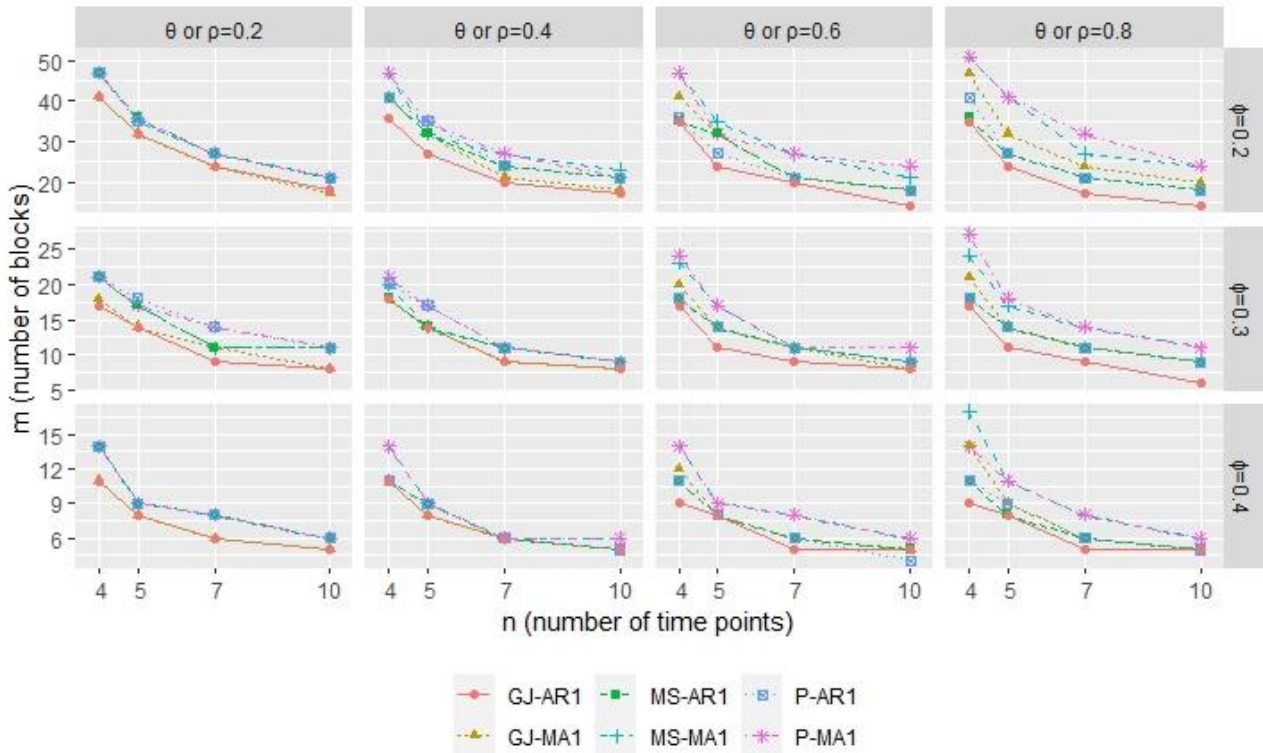 θ or ρ=0.2 θ or ρ=0.4 θ or ρ=0.6 θ or ρ=0.8
50
40
30
20
ϕ=0.2
25
20
15
10
5
ϕ=0.3
15
12
9
6
ϕ=0.4
m (number of blocks)
4 5 7 10 4 5 7 10 4 5 7 10 4 5 7 10
n (number of time points)
GJ-AR1 MS-AR1 P-AR1
GJ-MA1 MS-MA1 P-MA1